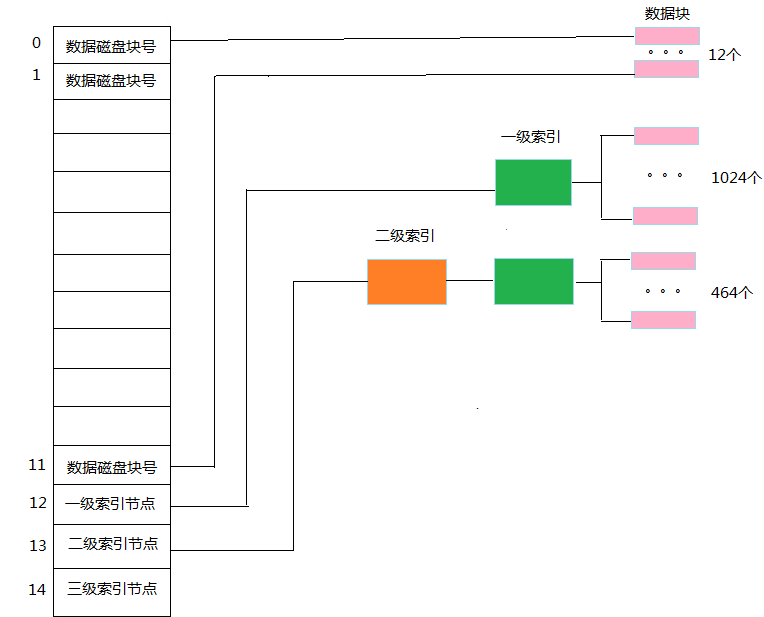 数据块
0 数据磁盘块号
12个
1 数据磁盘块号
一级索引
1024个
二级索引
464个
11 数据磁盘块号
12 一级索引节点
13 二级索引节点
14 三级索引节点